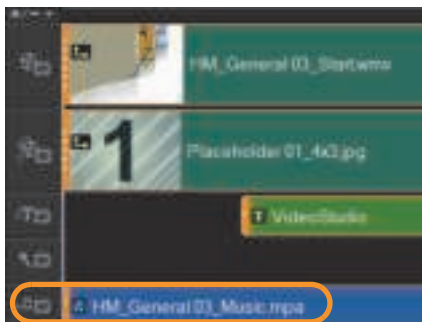 HM_General 03_Start.wmv
1
Placeholder 01_4x3.jpg
T VideoStudio
HM_General 03_Music.mpa